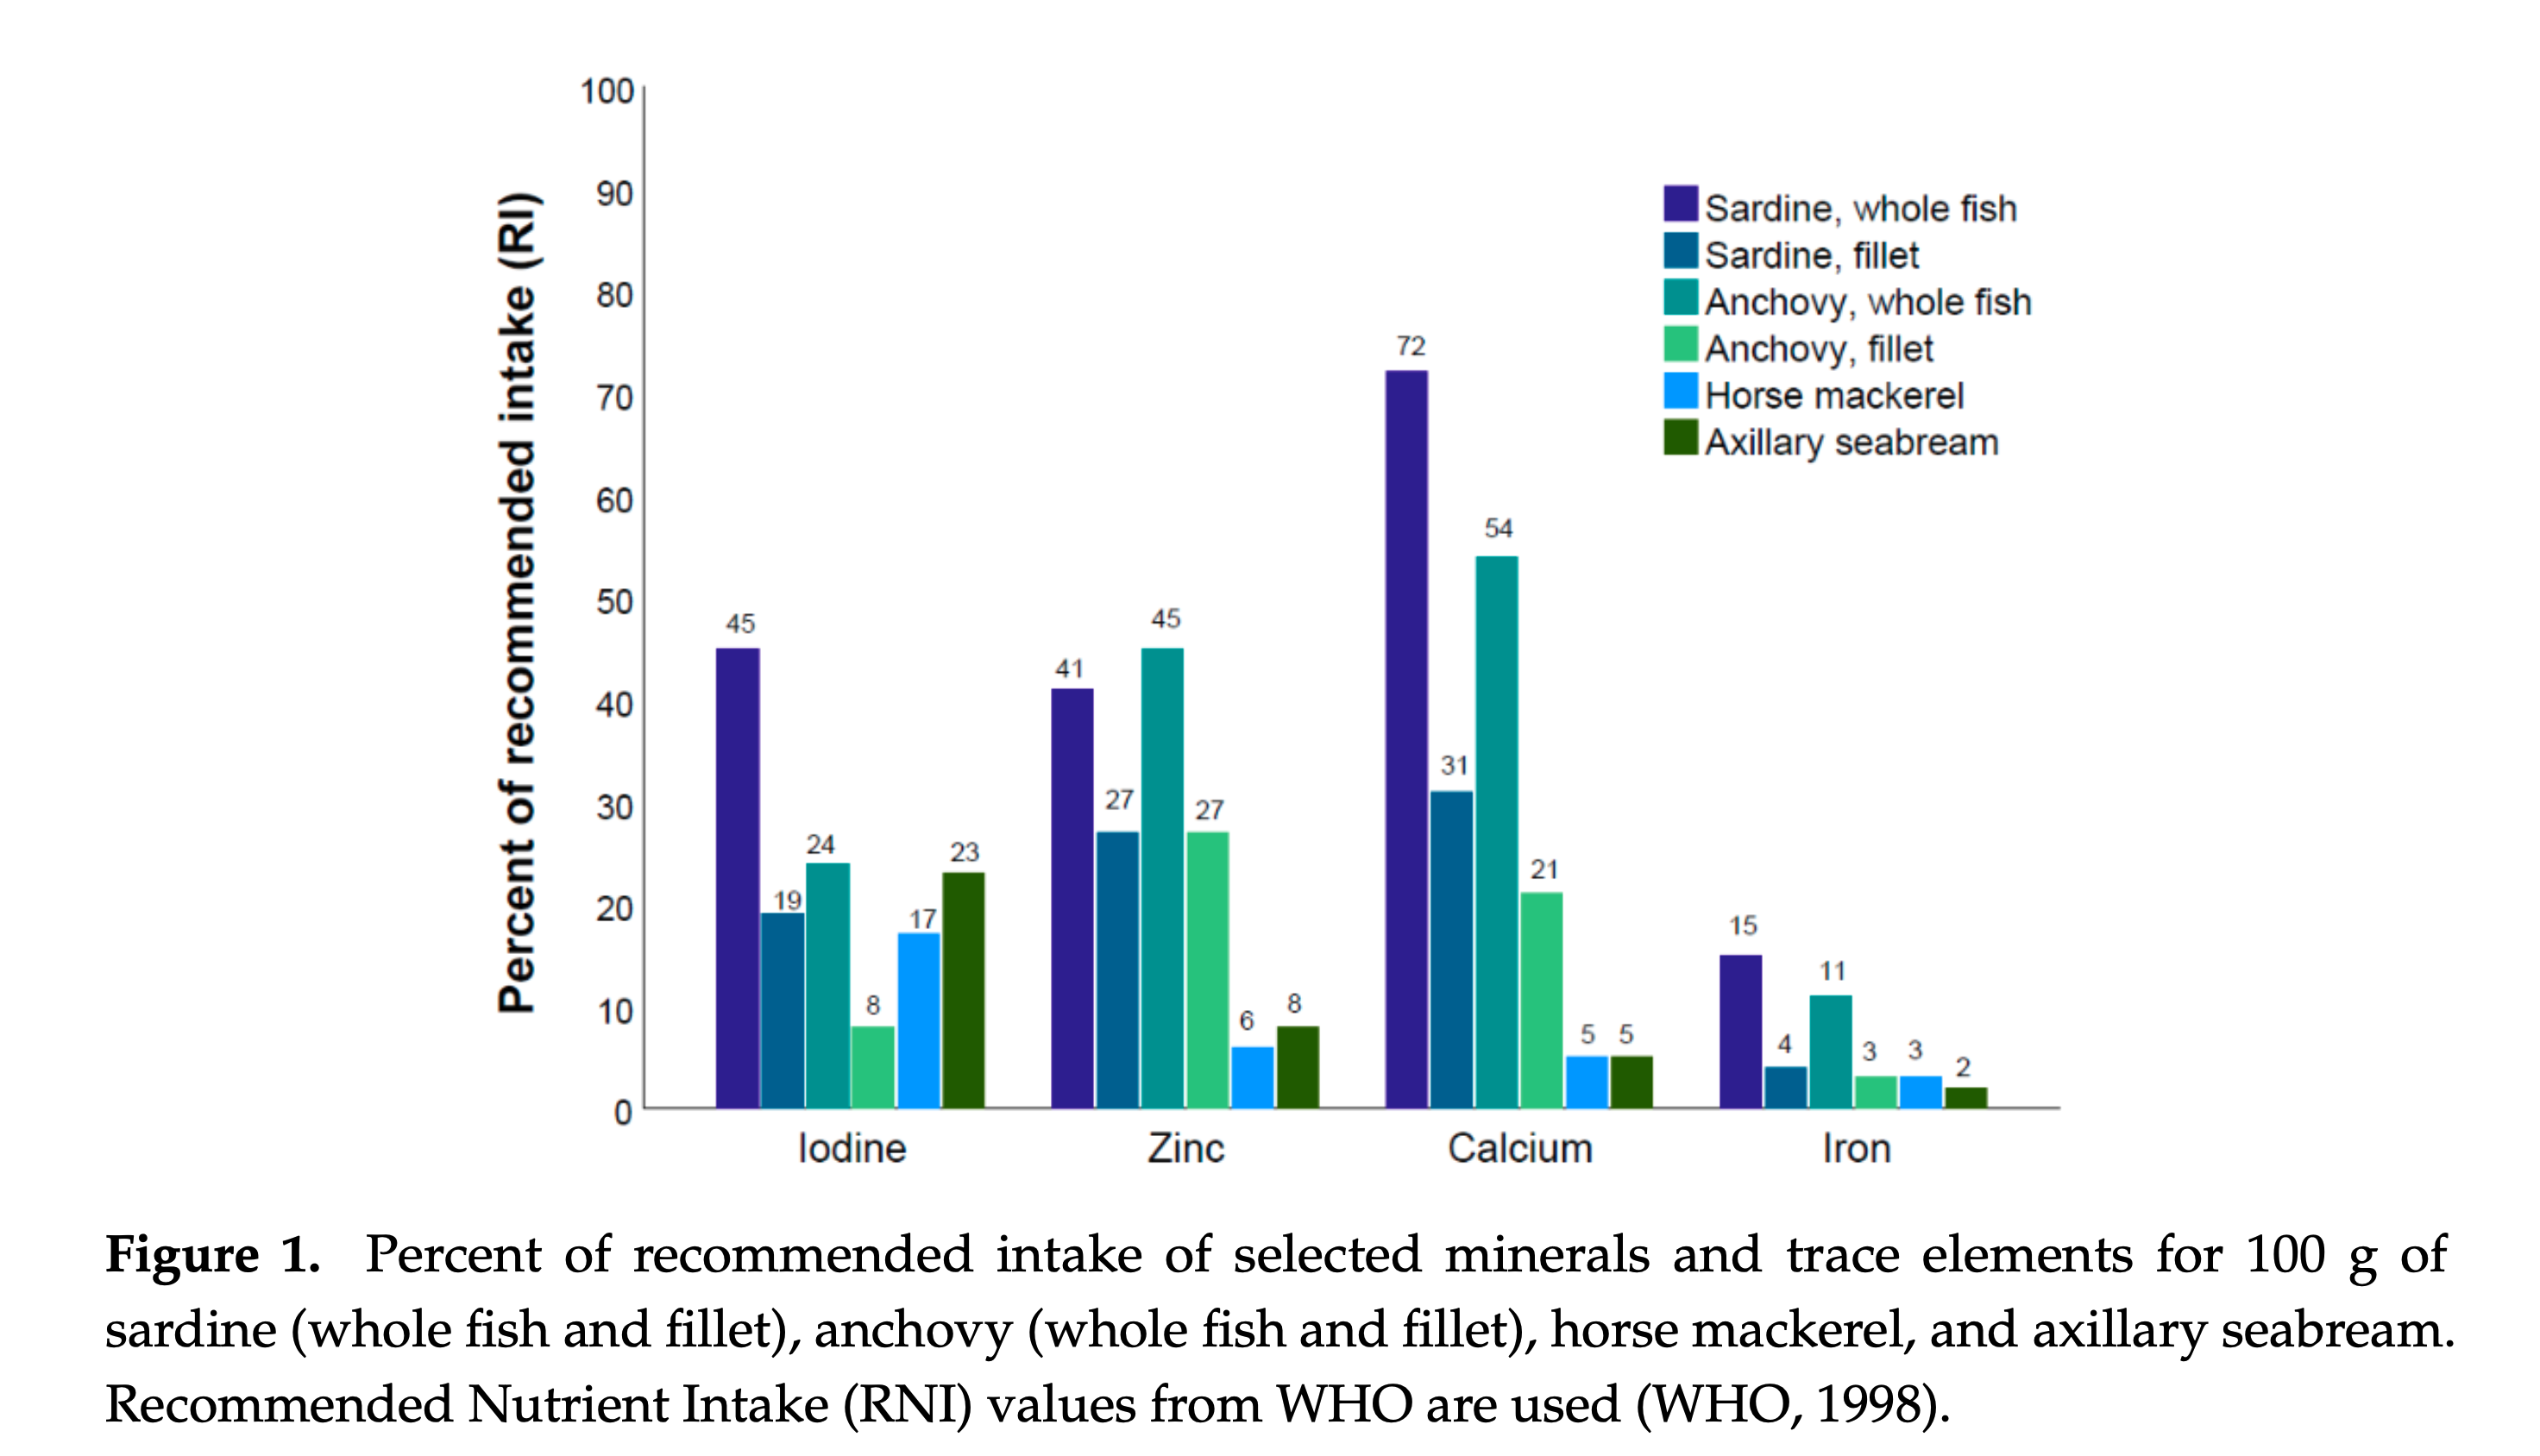 Percent of recommended intake (RI)
100
90
80
70
60
50
40
30
20
10
0
45
19
24
8
17
23
41
27
45
27
6
8
72
31
54
21
5
5
15
4
11
3
3
2
Iodine
Zinc
Calcium
Iron
Sardine, whole fish
Sardine, fillet
Anchovy, whole fish
Anchovy, fillet
Horse mackerel
Axillary seabream
Figure 1. Percent of recommended intake of selected minerals and trace elements for 100 g of
sardine (whole fish and fillet), anchovy (whole fish and fillet), horse mackerel, and axillary seabream.
Recommended Nutrient Intake (RNI) values from WHO are used (WHO, 1998).